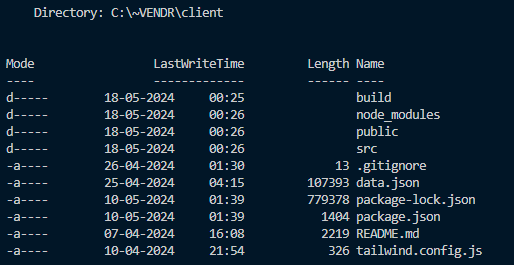 Directory: C:\~VENDR\client
Mode LastWriteTime Length Name
---- ------------- ------ ----
d----- 18-05-2024 00:25 build
d----- 18-05-2024 00:26 node_modules
d----- 18-05-2024 00:26 public
d----- 18-05-2024 00:26 src
-a---- 26-04-2024 01:30 13 .gitignore
-a---- 25-04-2024 04:15 107393 data.json
-a---- 10-05-2024 01:39 779378 package-lock.json
-a---- 10-05-2024 01:39 1404 package.json
-a---- 07-04-2024 16:08 2219 README.md
-a---- 10-04-2024 21:54 326 tailwind.config.js